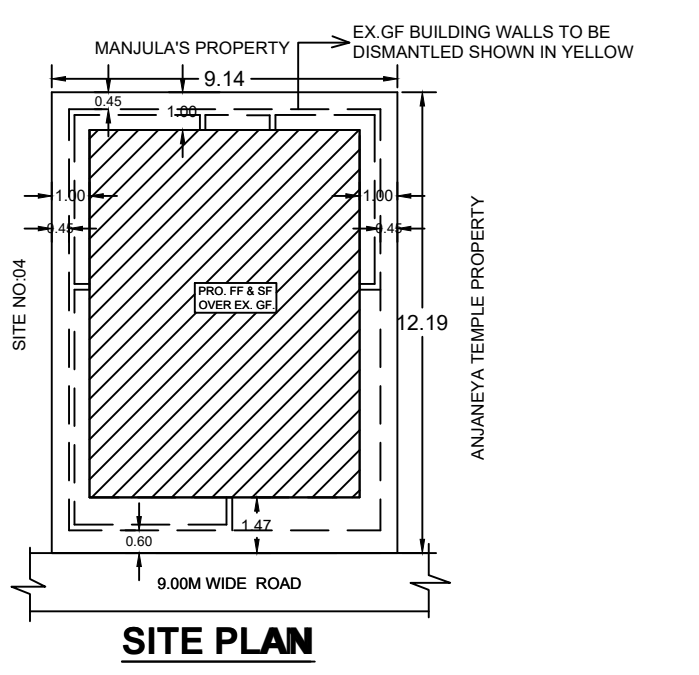 EX.GF BUILDING WALLS TO BE
DISMANTLED SHOWN IN YELLOW
MANJULA'S PROPERTY
9.14
0.45
1.00
1.00
1.00
0.45
0.45
SITE NO:04
PRO. FF & SF
OVER EX. GF.
12.19
ANJANEYA TEMPLE PROPERTY
1.47
0.60
9.00M WIDE ROAD
SITE PLAN